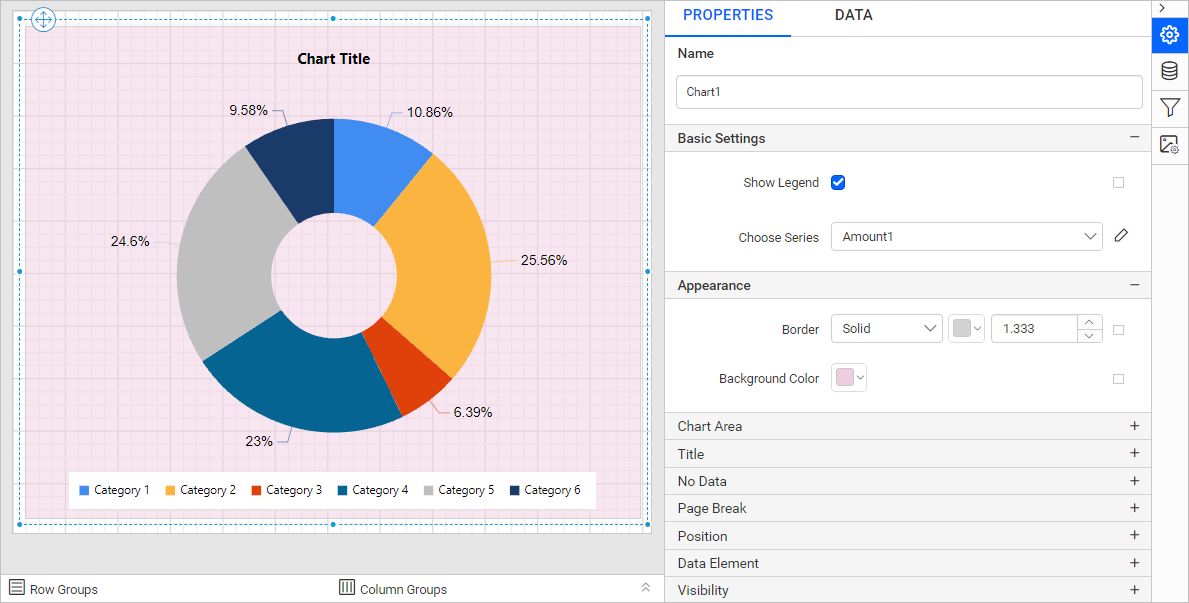 Chart Title
9.58%
10.86%
24.6%
25.56%
6.39%
23%
Category 1 Category 2 Category 3 Category 4 Category 5 Category 6
Row Groups
Column Groups
PROPERTIES DATA
Name
Chart1
Basic Settings
Show Legend
Choose Series Amount1
Appearance
Border Solid 1.333
Background Color
Chart Area
Title
No Data
Page Break
Position
Data Element
Visibility